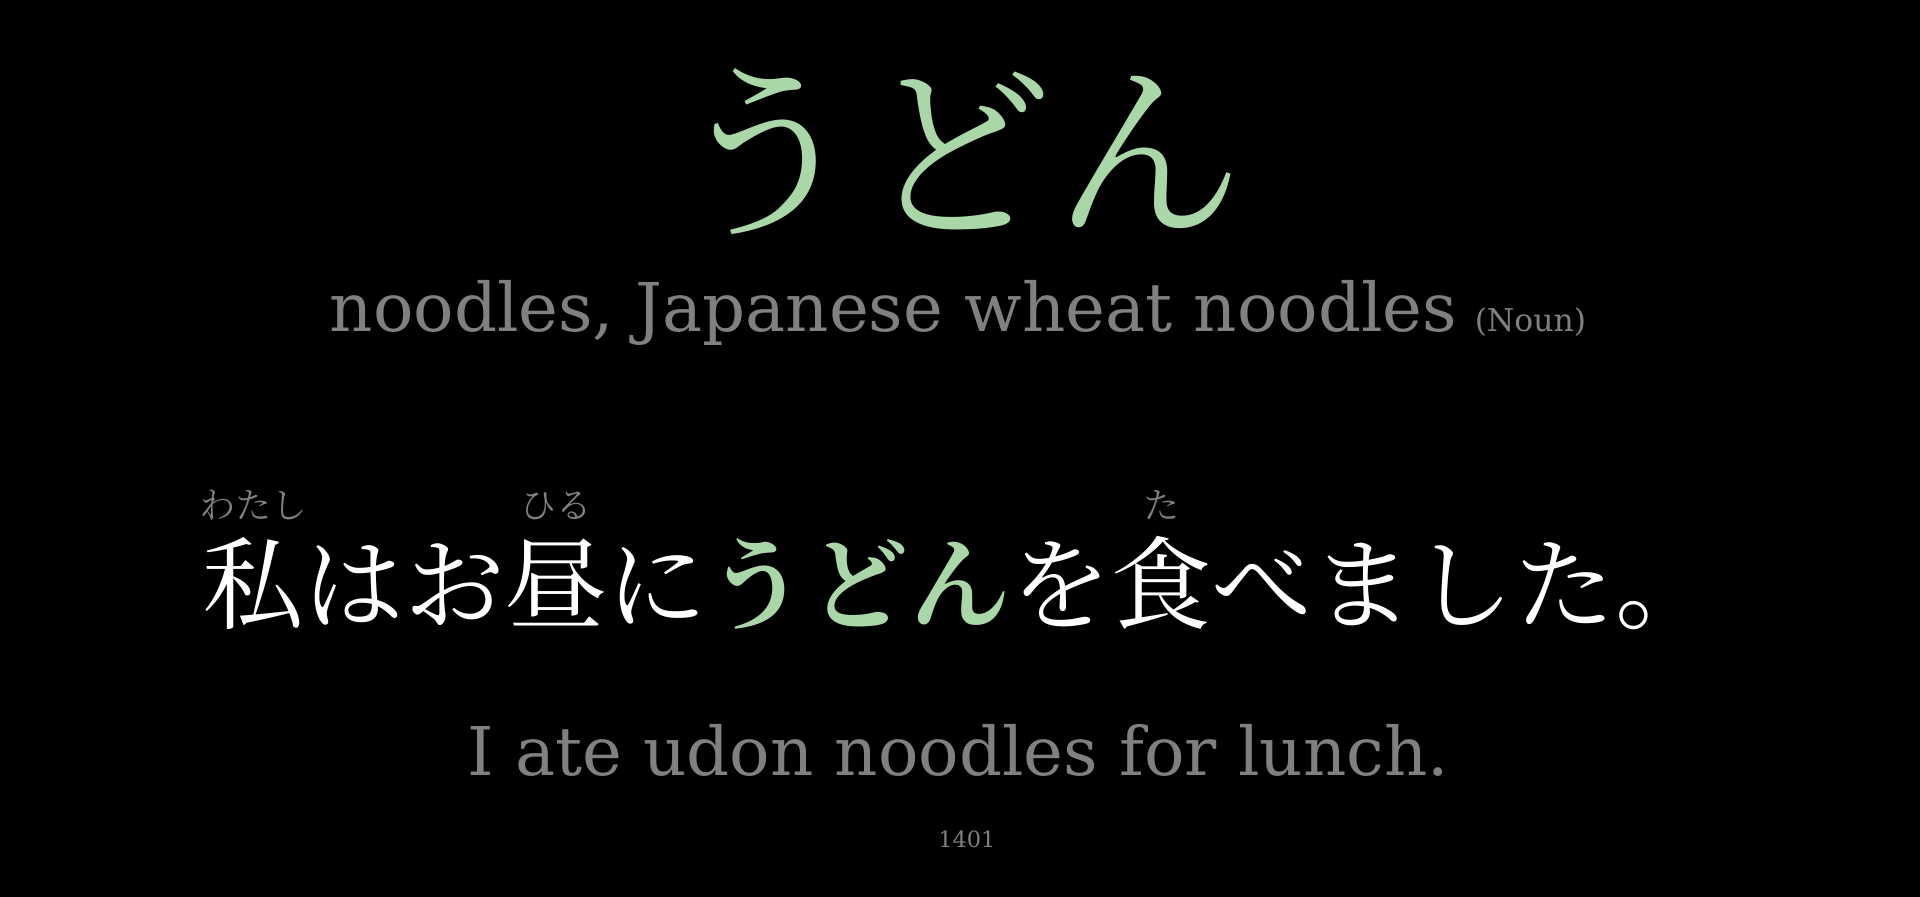 うどん
noodles, Japanese wheat noodles (Noun)
わたし ひる た
私はお昼にうどんを食べました。
I ate udon noodles for lunch.
1401